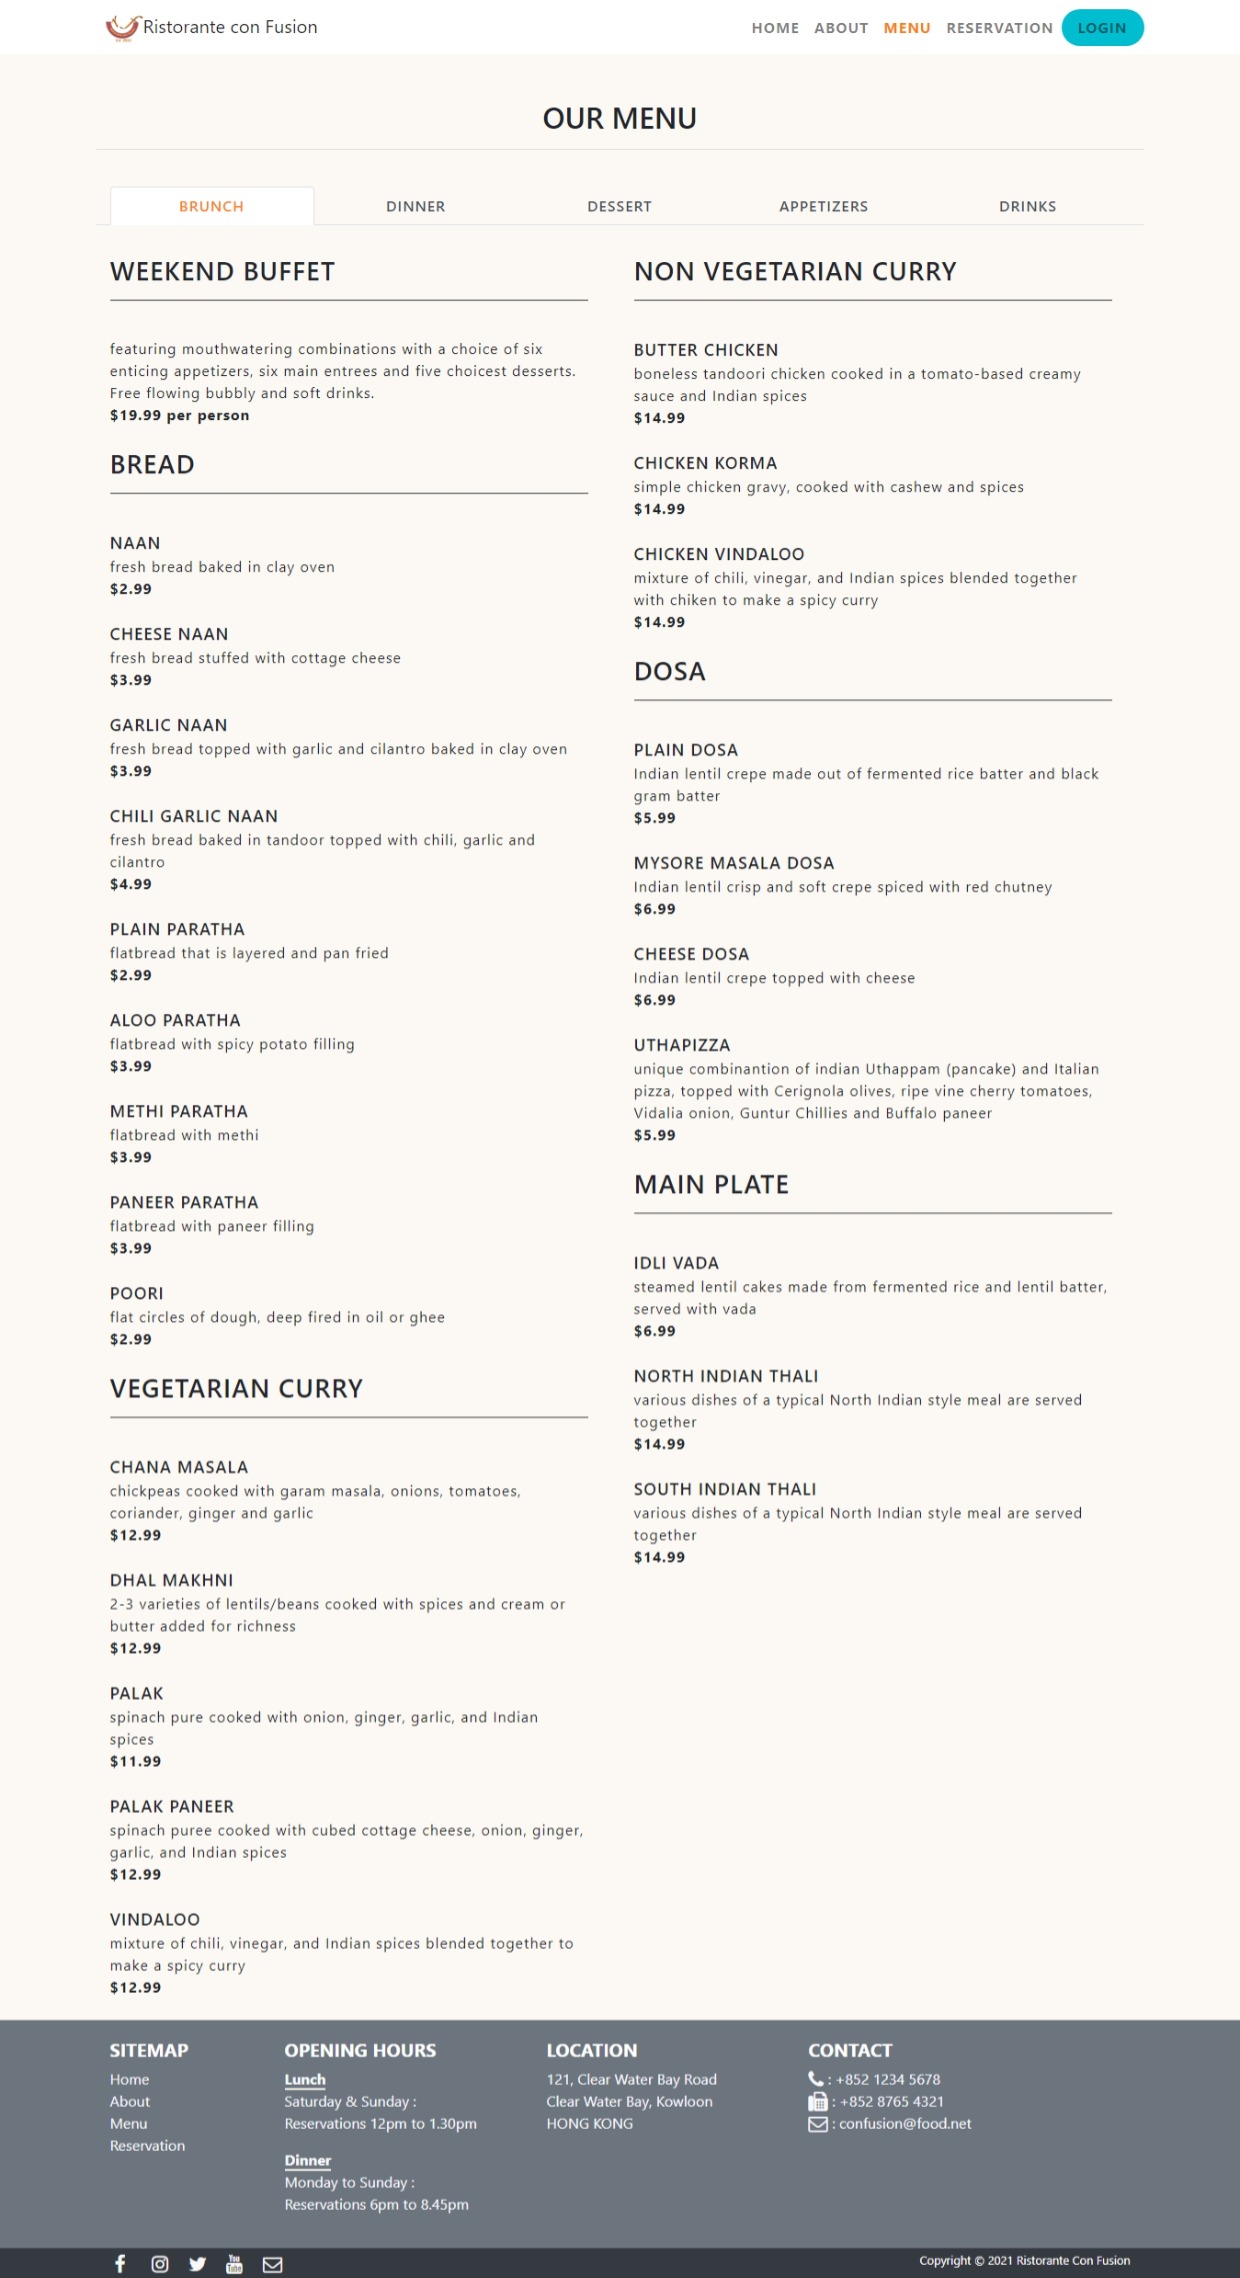 Ristorante con Fusion
HOME ABOUT MENU RESERVATION LOGIN
OUR MENU
BRUNCH DINNER DESSERT APPETIZERS DRINKS
WEEKEND BUFFET
featuring mouthwatering combinations with a choice of six
enticing appetizers, six main entrees and five choicest desserts.
Free flowing bubbly and soft drinks.
$19.99 per person
BREAD
NAAN
fresh bread baked in clay oven
$2.99
CHEESE NAAN
fresh bread stuffed with cottage cheese
$3.99
GARLIC NAAN
fresh bread topped with garlic and cilantro baked in clay oven
$3.99
CHILI GARLIC NAAN
fresh bread baked in tandoor topped with chili, garlic and
cilantro
$4.99
PLAIN PARATHA
flatbread that is layered and pan fried
$2.99
ALOO PARATHA
flatbread with spicy potato filling
$3.99
METHI PARATHA
flatbread with methi
$3.99
PANEER PARATHA
flatbread with paneer filling
$3.99
POORI
flat circles of dough, deep fired in oil or ghee
$2.99
VEGETARIAN CURRY
CHANA MASALA
chickpeas cooked with garam masala, onions, tomatoes,
coriander, ginger and garlic
$12.99
DHAL MAKHNI
2-3 varieties of lentils/beans cooked with spices and cream or
butter added for richness
$12.99
PALAK
spinach pure cooked with onion, ginger, garlic, and Indian
spices
$11.99
PALAK PANEER
spinach puree cooked with cubed cottage cheese, onion, ginger,
garlic, and Indian spices
$12.99
VINDALOO
mixture of chili, vinegar, and Indian spices blended together to
make a spicy curry
$12.99
NON VEGETARIAN CURRY
BUTTER CHICKEN
boneless tandoori chicken cooked in a tomato-based creamy
sauce and Indian spices
$14.99
CHICKEN KORMA
simple chicken gravy, cooked with cashew and spices
$14.99
CHICKEN VINDALOO
mixture of chili, vinegar, and Indian spices blended together
with chiken to make a spicy curry
$14.99
DOSA
PLAIN DOSA
Indian lentil crepe made out of fermented rice batter and black
gram batter
$5.99
MYSORE MASALA DOSA
Indian lentil crisp and soft crepe spiced with red chutney
$6.99
CHEESE DOSA
Indian lentil crepe topped with cheese
$6.99
UTHAPIZZA
unique combinantion of indian Uthappam (pancake) and Italian
pizza, topped with Cerignola olives, ripe vine cherry tomatoes,
Vidalia onion, Guntur Chillies and Buffalo paneer
$5.99
MAIN PLATE
IDLI VADA
steamed lentil cakes made from fermented rice and lentil batter,
served with vada
$6.99
NORTH INDIAN THALI
various dishes of a typical North Indian style meal are served
together
$14.99
SOUTH INDIAN THALI
various dishes of a typical North Indian style meal are served
together
$14.99
SITEMAP
Home
About
Menu
Reservation
OPENING HOURS
Lunch
Saturday & Sunday :
Reservations 12pm to 1.30pm
Dinner
Monday to Sunday :
Reservations 6pm to 8.45pm
LOCATION
121, Clear Water Bay Road
Clear Water Bay, Kowloon
HONG KONG
CONTACT
: +852 1234 5678
: +852 8765 4321
: confusion@food.net
You
Tube
Copyright © 2021 Ristorante Con Fusion